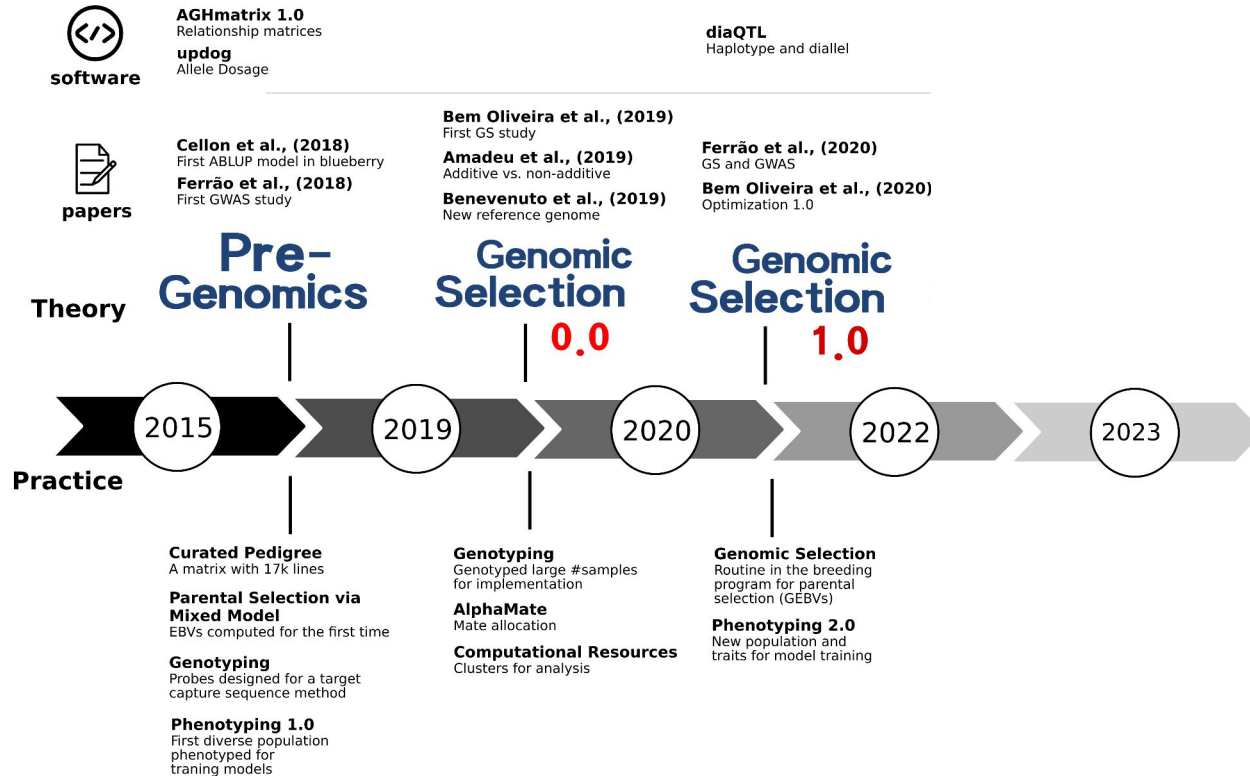 AGHmatrix 1.0
Relationship matrices
updog
Allele Dosage
software
diaQTL
Haplotype and diallel
Cellon et al., (2018)
First ABLUP model in blueberry
Ferrão et al., (2018)
First GWAS study
papers
Bem Oliveira et al., (2019)
First GS study
Amadeu et al., (2019)
Additive vs. non-additive
Benevenuto et al., (2019)
New reference genome
Ferrão et al., (2020)
GS and GWAS
Bem Oliveira et al., (2020)
Optimization 1.0
Theory
Pre-
Genomics
Genomic
Selection
0.0
Genomic
Selection
1.0
2015
2019
2020
2022
2023
Practice
Curated Pedigree
A matrix with 17k lines
Parental Selection via
Mixed Model
EBVs computed for the first time
Genotyping
Probes designed for a target
capture sequence method
Phenotyping 1.0
First diverse population
phenotyped for
traning models
Genotyping
Genotyped large #samples
for implementation
AlphaMate
Mate allocation
Computational Resources
Clusters for analysis
Genomic Selection
Routine in the breeding
program for parental
selection (GEBVs)
Phenotyping 2.0
New population and
traits for model training